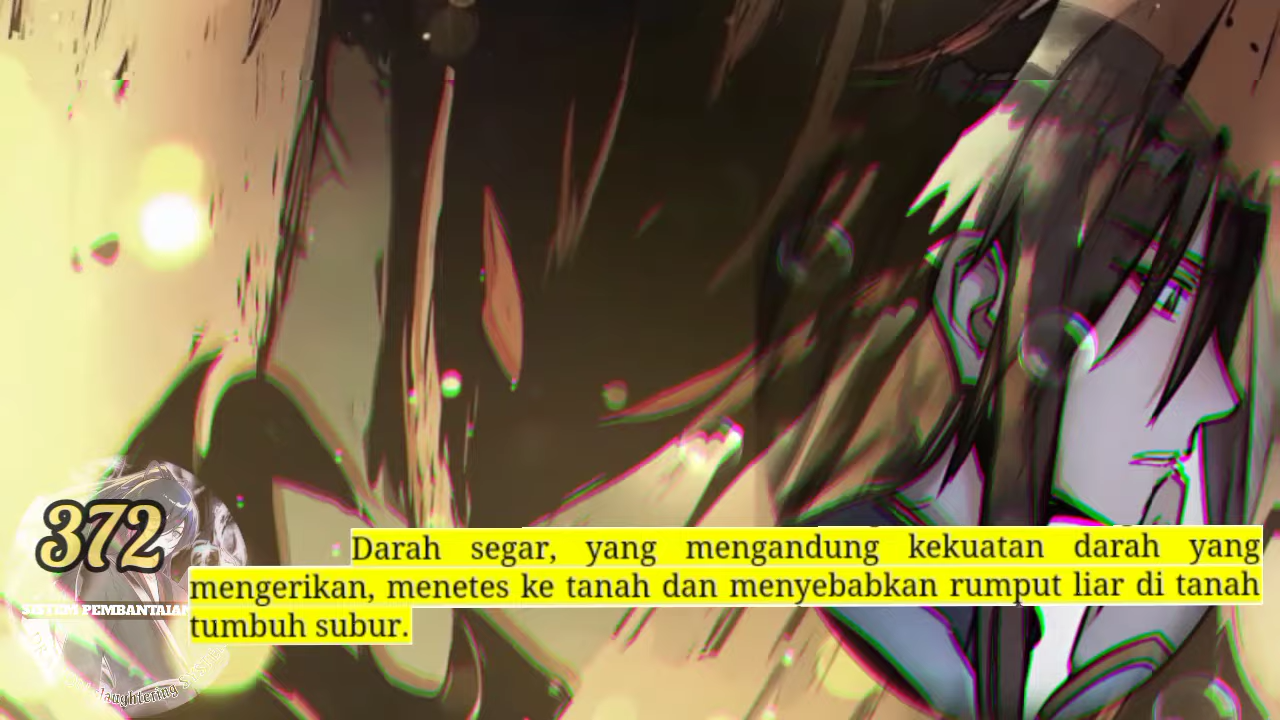 372
Darah segar, yang mengandung kekuatan darah yang
mengerikan, menetes ke tanah dan menyebabkan rumput liar di tanah
tumbuh subur.
SISTEM PEMBANTAIAN